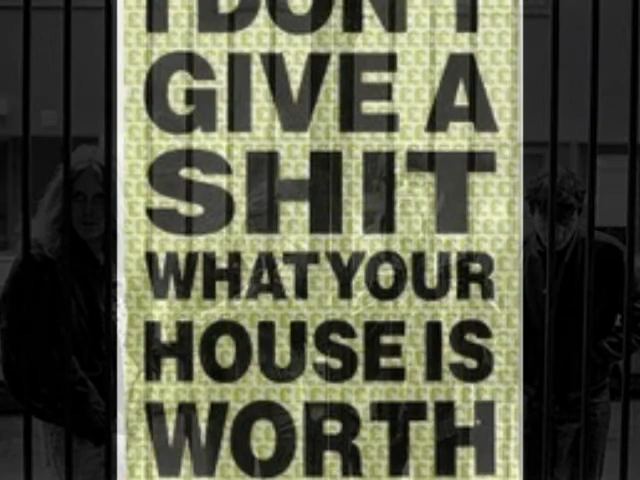 I DON'T
GIVE A
SHIT
WHAT YOUR
HOUSE IS
WORTH